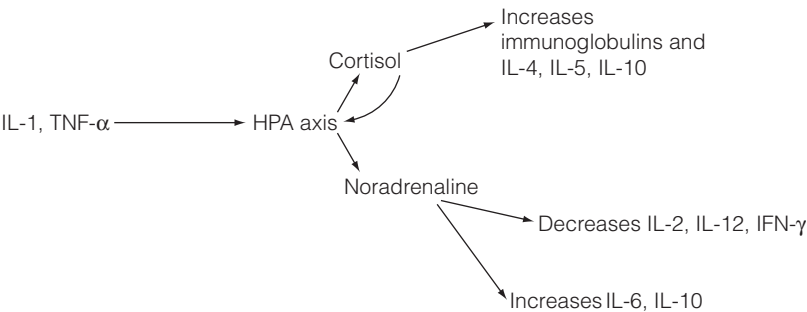 Increases
immunoglobulins and
IL-4, IL-5, IL-10
Cortisol
IL-1, TNF-α
HPA axis
Noradrenaline
Decreases IL-2, IL-12, IFN-γ
Increases IL-6, IL-10